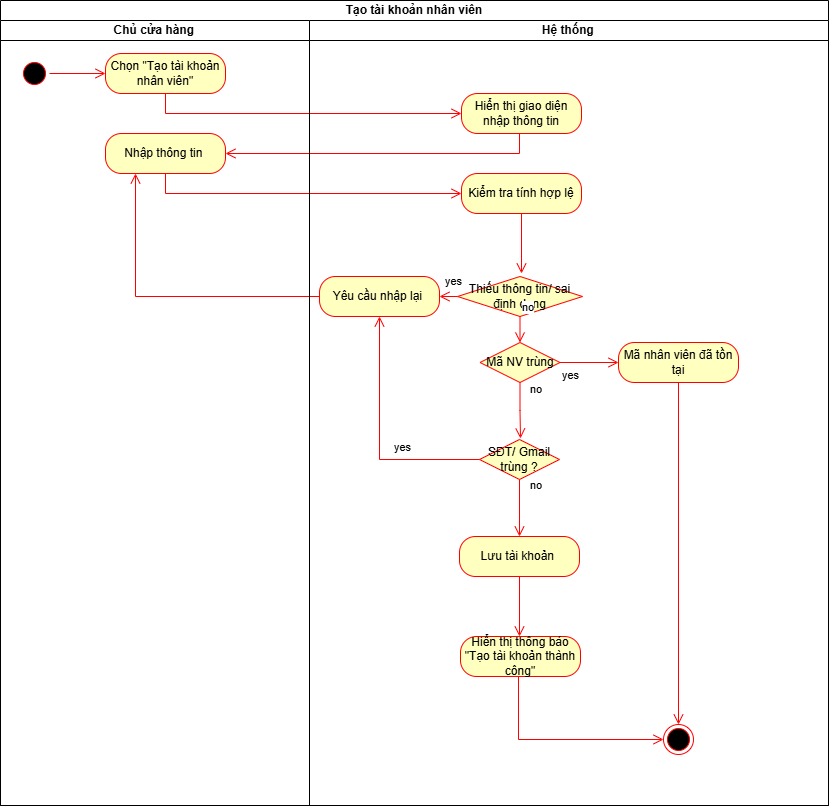 Tạo tài khoản nhân viên
Chủ cửa hàng
Hệ thống
Chọn "Tạo tài khoản
nhân viên"
Hiển thị giao diện
nhập thông tin
Nhập thông tin
Kiểm tra tính hợp lệ
Yêu cầu nhập lại
yes
Thiếu thông tin/ sai
định dạng
no
Mã NV trùng
yes
Mã nhân viên đã tồn
tại
no
yes
SĐT/ Gmail
trùng ?
no
Lưu tài khoản
Hiển thị thông báo
"Tạo tài khoản thành
công"